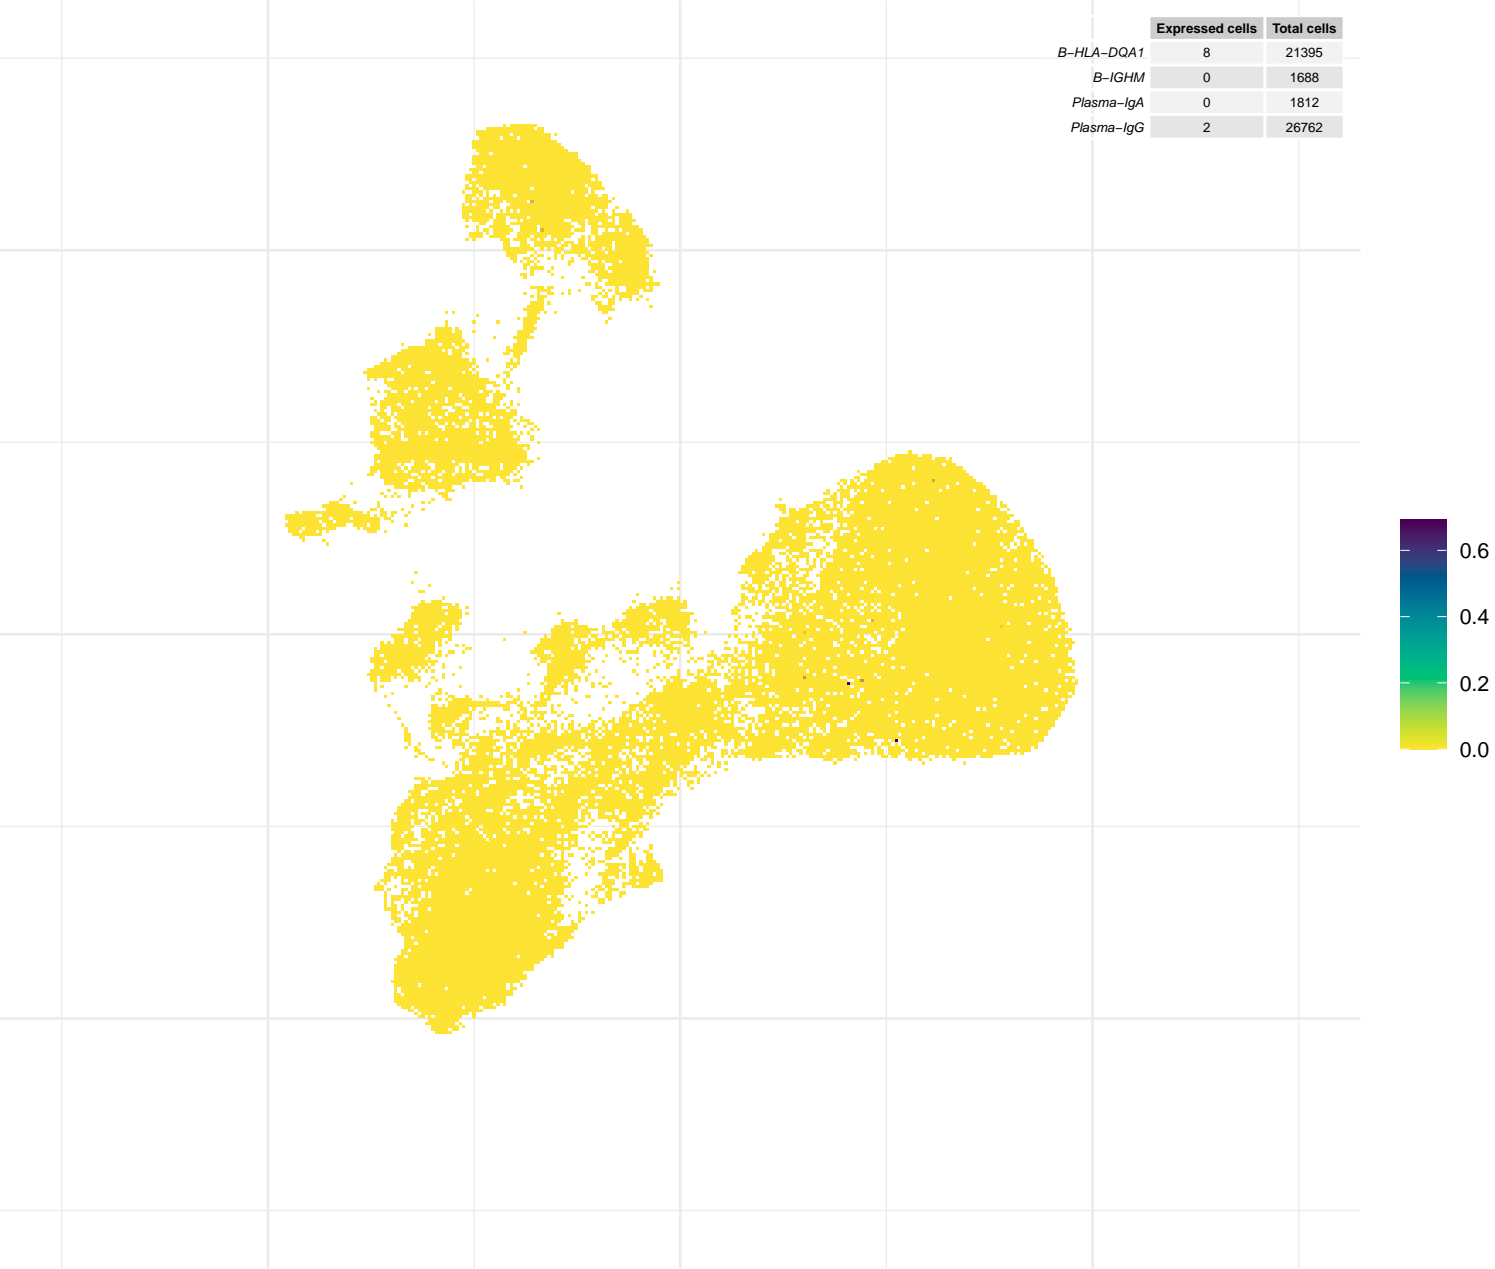 Expressed cells Total cells
B−HLA−DQA1 8 21395
B−IGHM 0 1688
Plasma−IgA 0 1812
Plasma−IgG 2 26762
0.6
0.4
0.2
0.0